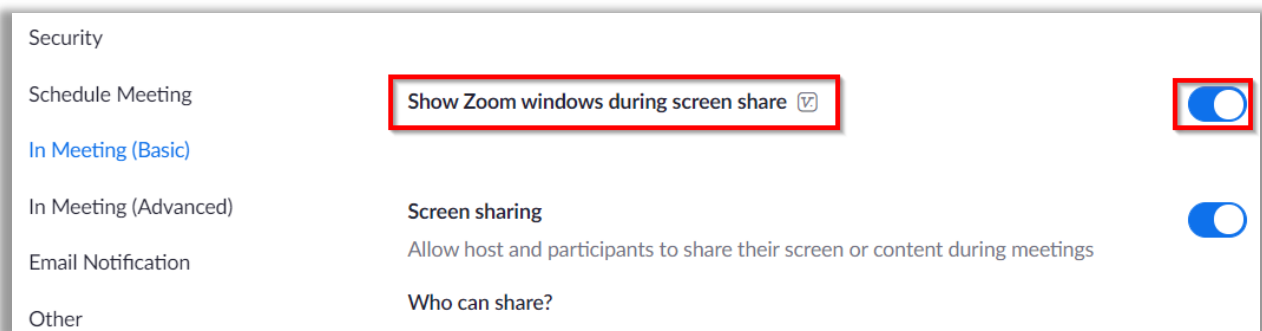 Security
Schedule Meeting
In Meeting (Basic)
In Meeting (Advanced)
Email Notification
Other
Show Zoom windows during screen share
Screen sharing
Allow host and participants to share their screen or content during meetings
Who can share?